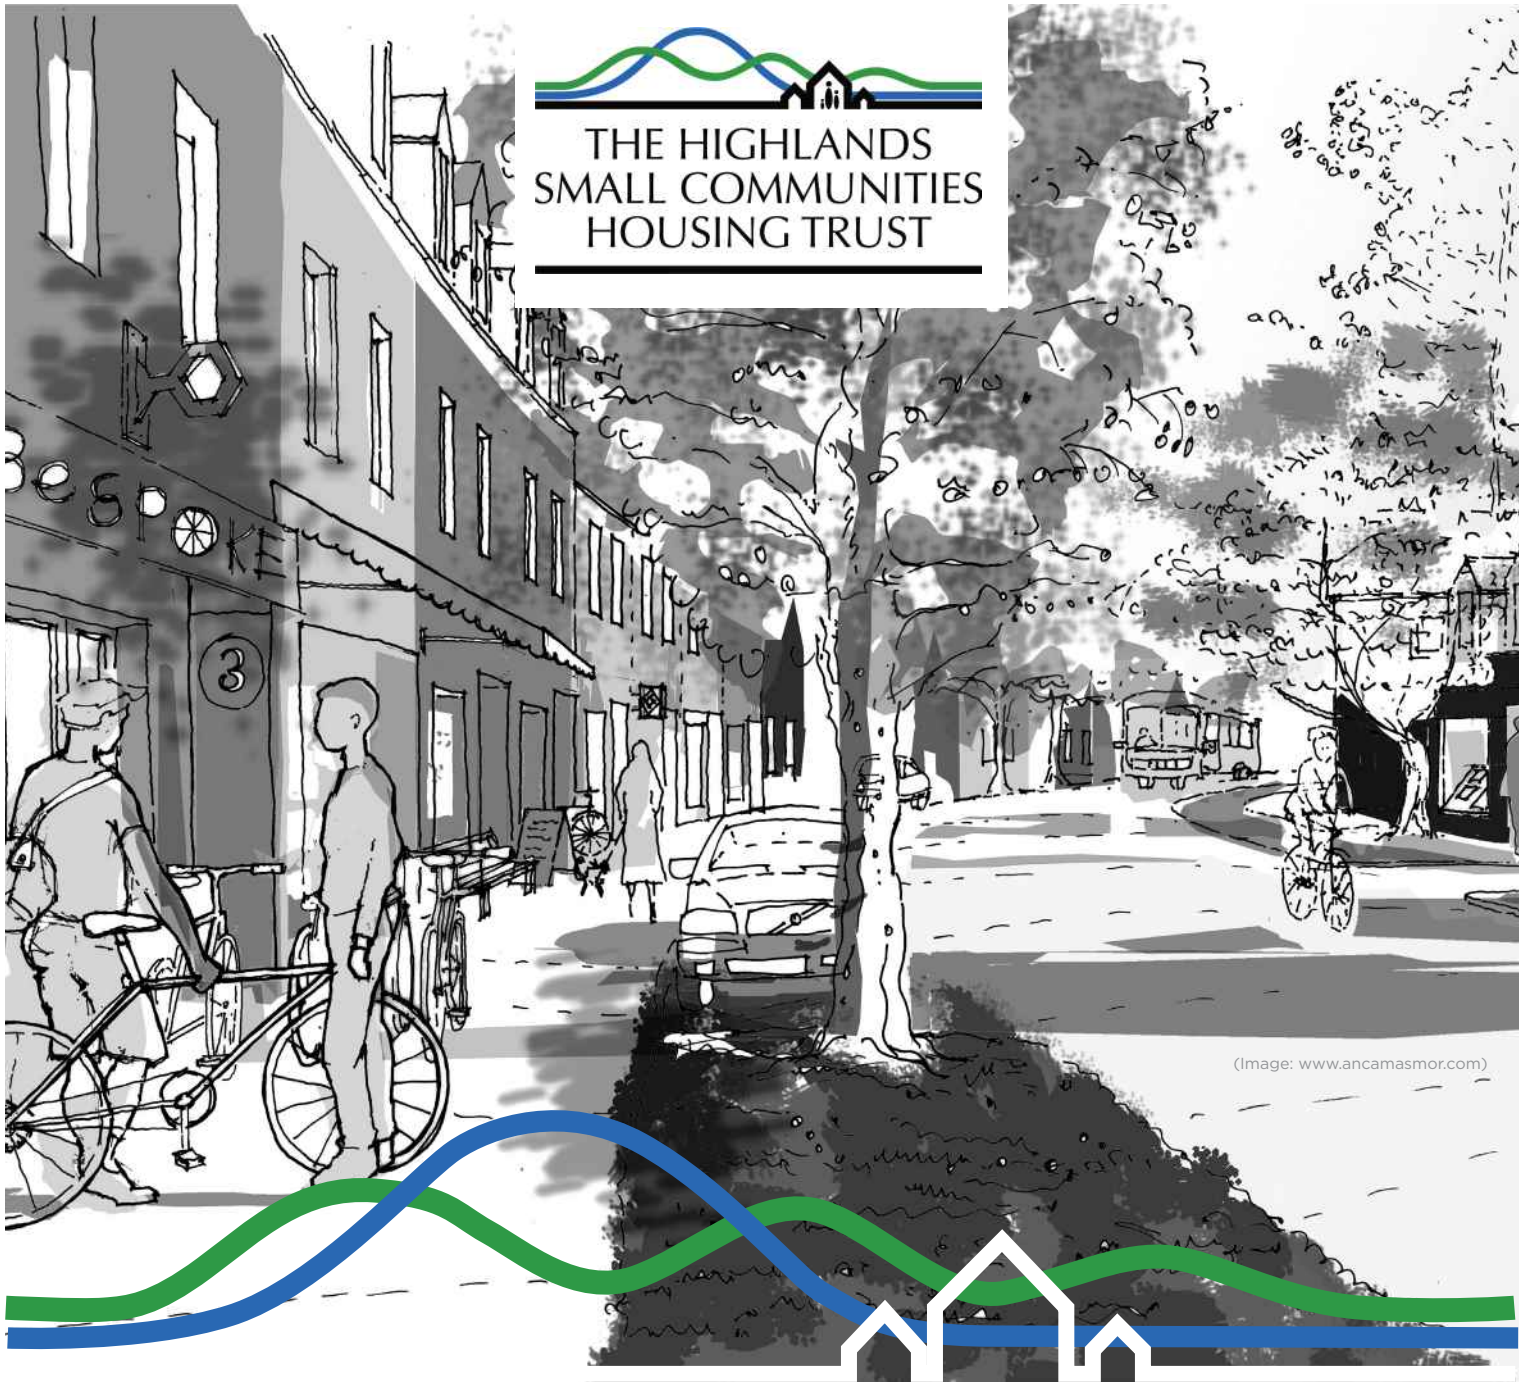 THE HIGHLANDS
SMALL COMMUNITIES
HOUSING TRUST
BeSPOKE
3
(Image: www.ancamasmor.com)